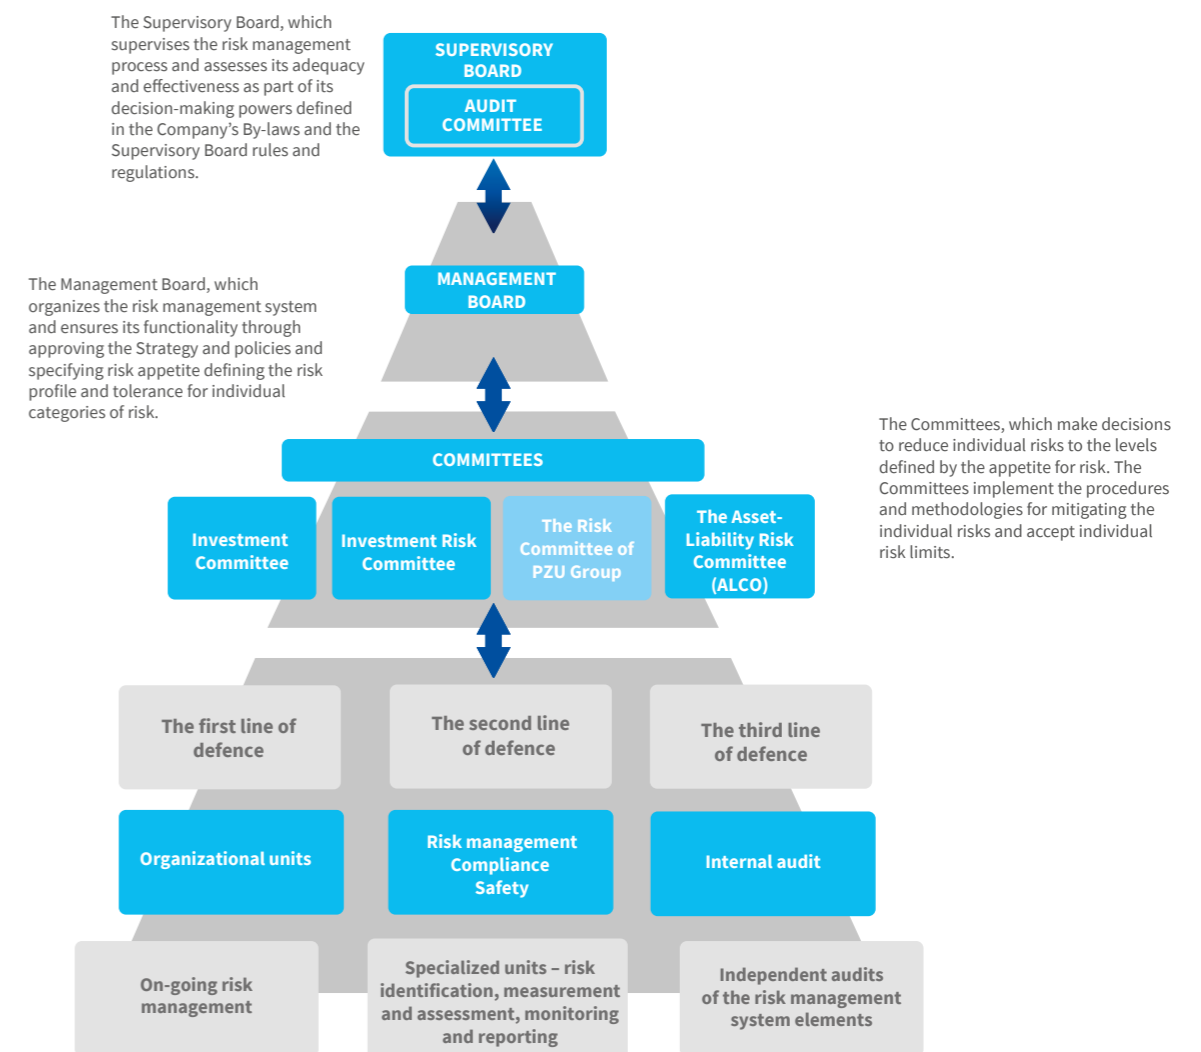 The Supervisory Board, which
supervises the risk management
process and assesses its adequacy
and effectiveness as part of its
decision-making powers defined
in the Company's By-laws and the
Supervisory Board rules and
regulations.
SUPERVISORY
BOARD
AUDIT
COMMITTEE
The Management Board, which
organizes the risk management system
and ensures its functionality through
approving the Strategy and policies and
specifying risk appetite defining the risk
profile and tolerance for individual
categories of risk.
MANAGEMENT
BOARD
The Committees, which make decisions
to reduce individual risks to the levels
defined by the appetite for risk. The
Committees implement the procedures
and methodologies for mitigating the
individual risks and accept individual
risk limits.
COMMITTEES
Investment
Committee
Investment Risk
Committee
The Risk
Committee of
PZU Group
The Asset-
Liability Risk
Committee
(ALCO)
The first line of
defence
The second line
of defence
The third line
of defence
Organizational units
Risk management
Compliance
Safety
Internal audit
On-going risk
management
Specialized units – risk
identification, measurement
and assessment, monitoring
and reporting
Independent audits
of the risk management
system elements